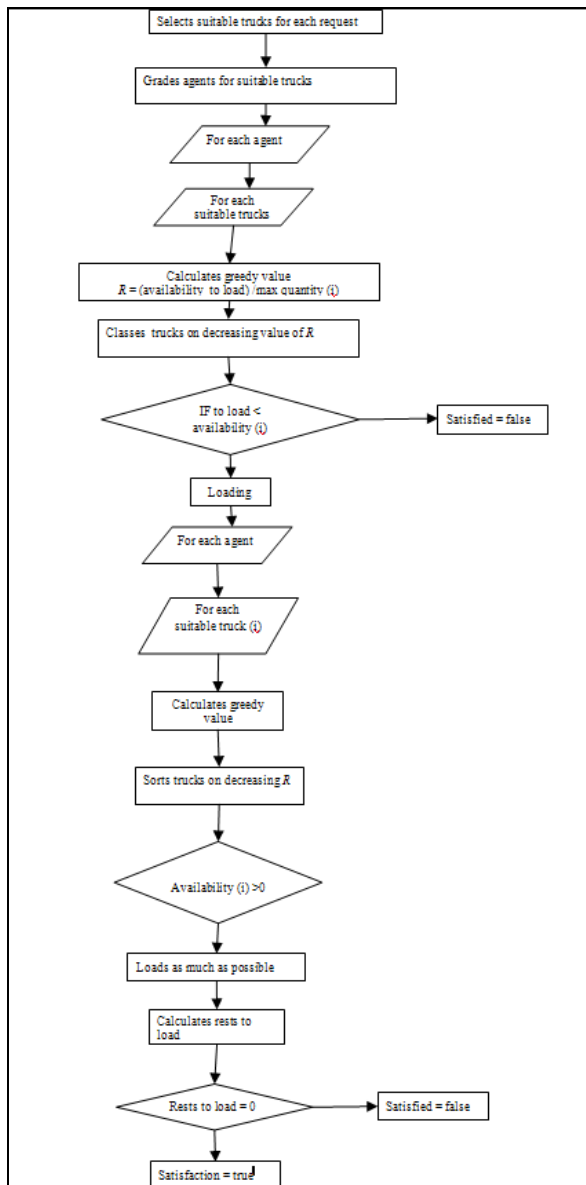 Selects suitable trucks for each request
Grades agents for suitable trucks
For each agent
For each
suitable trucks
Calculates greedy value
R = (availability_to load) /max quantity (i)
Classes trucks on decreasing value of R
IF to load <
availability (i)
Satisfied = false
Loading
For each agent
For each
suitable truck (i)
Calculates greedy
value
Sorts trucks on decreasing R
Availability (i) >0
Loads as much as possible
Calculates rests to
load
Rests to load = 0
Satisfied = false
Satisfaction = true